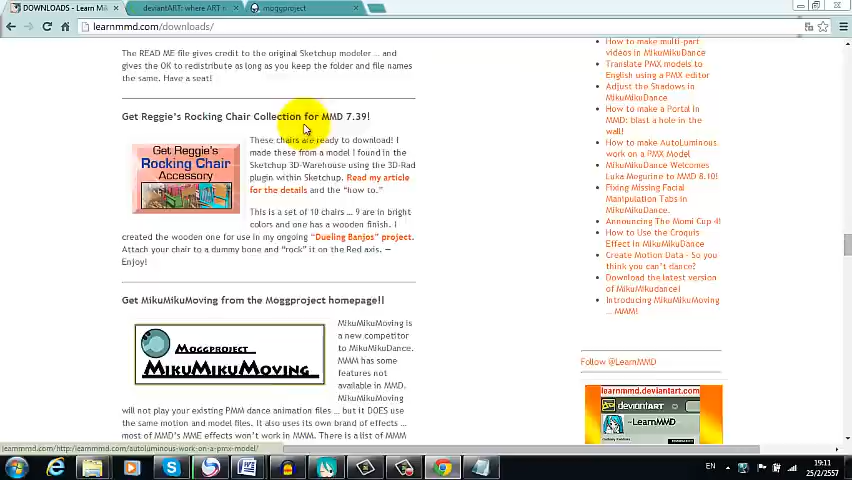 DOWNLOADS - Learn Mi
deviantART: where ART m
moggproject
learnmmd.com/downloads/
The READ ME file gives credit to the original Sketchup modeler ... and
gives the OK to redistribute as long as you keep the folder and file names
the same. Have a seat!
Get Reggie's Rocking Chair Collection for MMD 7.39!
Get Reggie's
Rocking Chair
Accessory
These chairs are ready to download! I
made these from a model I found in the
Sketchup 3D-Warehouse using the 3D-Rad
plugin within Sketchup. Read my article
for the details and the "how to."
This is a set of 10 chairs ... 9 are in bright
colors and one has a wooden finish. I
created the wooden one for use in my ongoing "Dueling Banjos" project.
Attach your chair to a dummy bone and "rock" it on the Red axis. —
Enjoy!
Get MikuMikuMoving from the Moggproject homepage!!
Moggproject
MikuMikuMoving
MikuMikuMoving is
a new competitor
to MikuMikuDance.
MMM has some
features not
available in MMD.
MikuMikuMoving
will not play your existing PMM dance animation files ... but it DOES use
the same motion and model files. It also uses its own brand of effects ...
most of MMD's MME effects won't work in MMM. There is a list of MMM
How to make multi-part
videos in MikuMikuDance
Translate PMX models to
English using a PMX editor
Adjust the Shadows in
MikuMikuDance
How to make a Portal in
MMD: blast a hole in the
wall!
How to make AutoLuminous
work on a PMX Model
MikuMikuDance Welcomes
Luka Megurine to MMD 8.10!
Fixing Missing Facial
Manipulation Tabs in
MikuMikuDance.
Announcing The Momi Cup 4!
How to Use the Croquis
Effect in MikuMikuDance
Create Motion Data - So you
think you can't dance?
Download the latest version
of MikuMikudance!
Introducing MikuMikuMoving
... MMM!
Follow @LearnMMD
learnmmd.deviantart.com
deviantART
~LearnMMD
learnmmd.com/http://learnmmd.com/autoluminous-work-on-a-pmx-model/
EN
19:11
25/2/2557